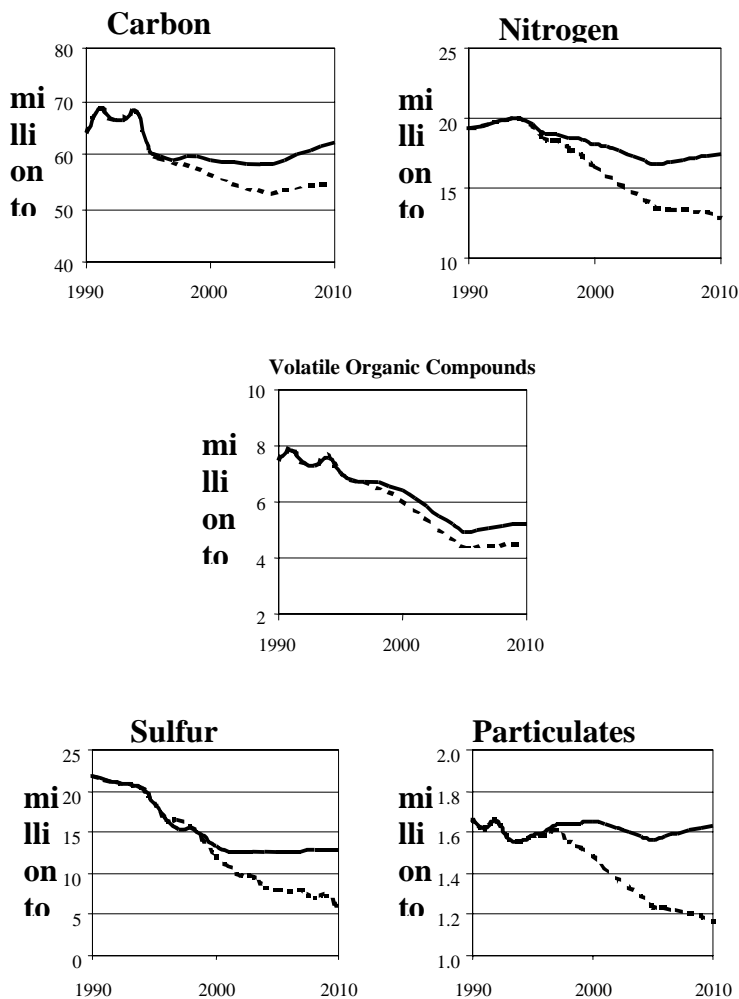 Carbon
80
70
60
50
40
mi
lli
on
to
1990
2000
2010
Nitrogen
25
20
15
10
mi
lli
on
to
1990
2000
2010
Volatile Organic Compounds
10
8
6
4
2
mi
lli
on
to
1990
2000
2010
Sulfur
25
20
15
10
5
0
mi
lli
on
to
1990
2000
2010
Particulates
2.0
1.8
1.6
1.4
1.2
1.0
mi
lli
on
to
1990
2000
2010